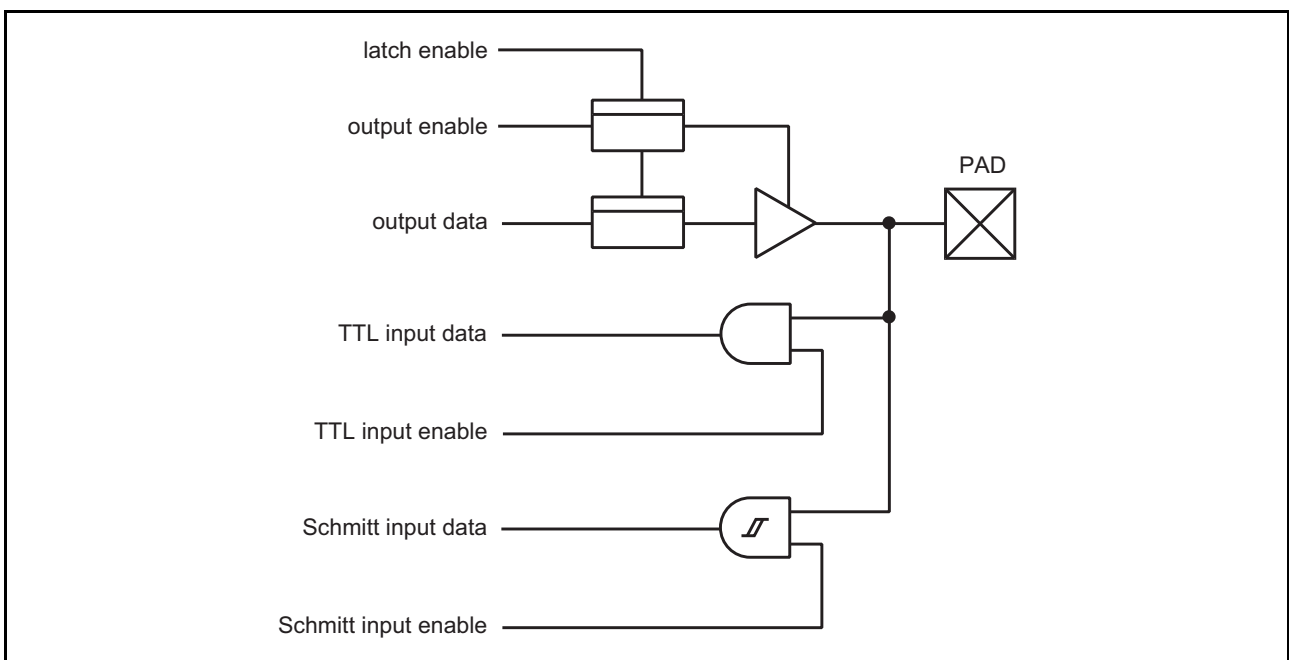 latch enable
output enable
PAD
output data
TTL input data
TTL input enable
Schmitt input data
Schmitt input enable